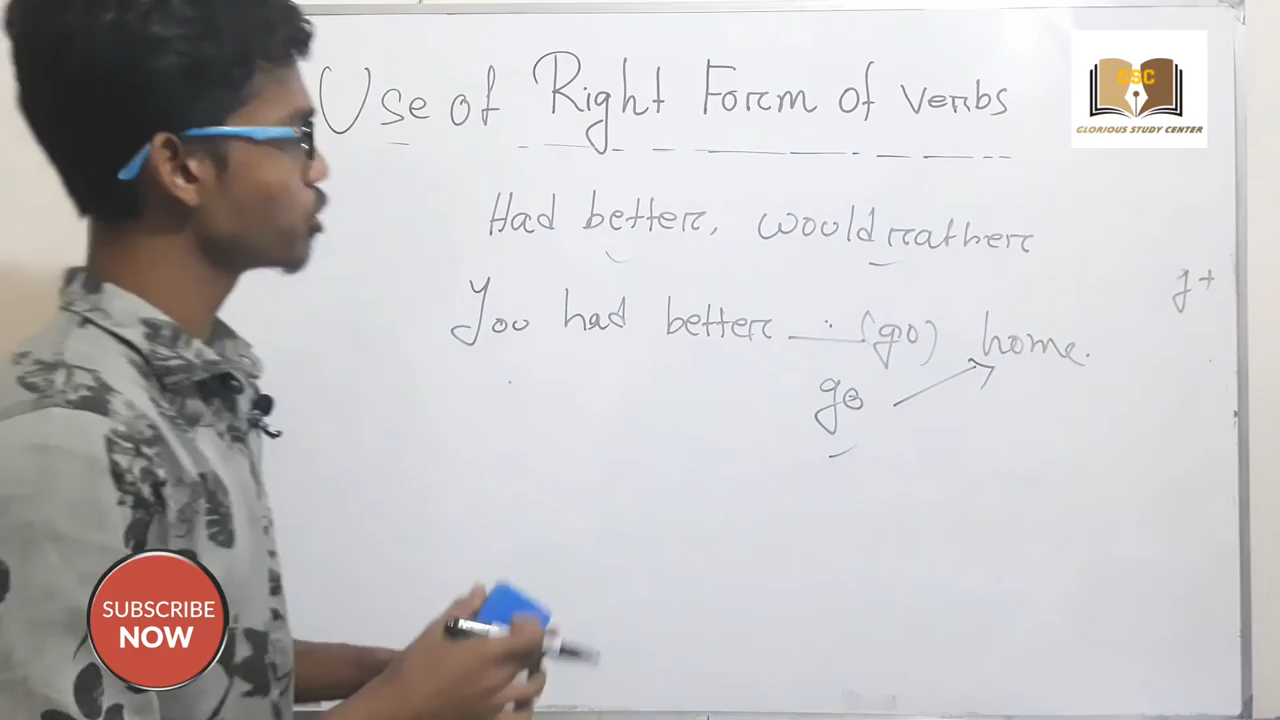 Use of Right Form of verbs
GSC
GLORIOUS STUDY CENTER
Had better, would rather
You had better ___ (go) home.
go
SUBSCRIBE
NOW